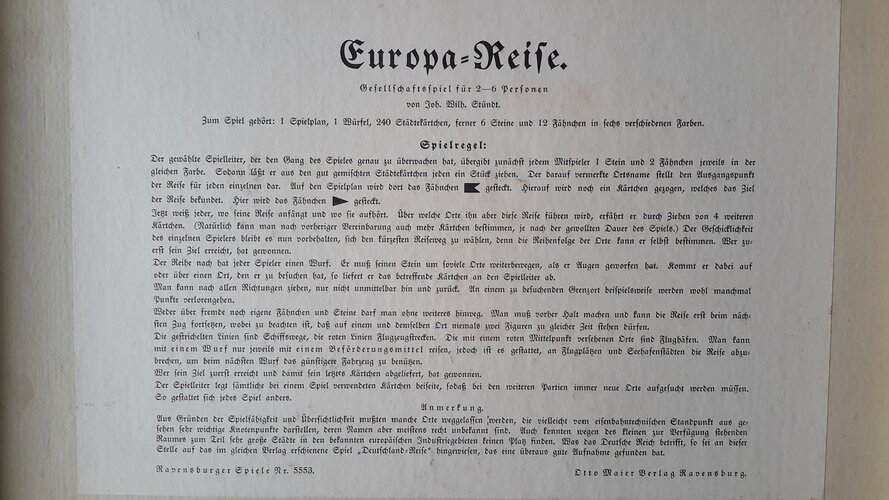 Europa-Reise.
Gesellschaftsspiel für 2—6 Personen
von Joh. Wilh. Stündt.
Zum Spiel gehört: 1 Spielplan, 1 Würfel, 240 Städtekärtchen, ferner 6 Steine und 12 Fähnchen in sechs verschiedenen Farben.
Spielregel:
Der gewählte Spielleiter, der den Gang des Spieles genau zu überwachen hat, übergibt zunächst jedem Mitspieler 1 Stein und 2 Fähnchen jeweils in der
gleichen Farbe. Sodann läßt er aus den gut gemischten Städtekärtchen jeden ein Stück ziehen. Der darauf vermerkte Ortsname stellt den Ausgangspunkt
der Reise für jeden einzelnen dar. Auf den Spielplan wird dort das Fähnchen gesteckt. Hierauf wird noch ein Kärtchen gezogen, welches das Ziel
der Reise bekundet. Hier wird das Fähnchen gesteckt.
Jetzt weiß jeder, wo seine Reise anfängt und wo sie aufhört. Über welche Orte ihn aber diese Reise führen wird, erfährt er durch Ziehen von 4 weiteren
Kärtchen. (Natürlich kann man nach vorheriger Vereinbarung auch mehr Kärtchen bestimmen, je nach der gewollten Dauer des Spiels.) Der Geschicklichkeit
des einzelnen Spielers bleibt es nun vorbehalten, sich den kürzesten Reiseweg zu wählen, denn die Reihenfolge der Orte kann er selbst bestimmen. Wer zu-
erst sein Ziel erreicht, hat gewonnen.
Der Reihe nach hat jeder Spieler einen Wurf. Er muß seinen Stein um soviele Orte weiterbewegen, als er Augen geworfen hat. Kommt er dabei auf
oder über einen Ort, den er zu besuchen hat, so liefert er das betreffende Kärtchen an den Spielleiter ab.
Man kann nach allen Richtungen ziehen, nur nicht unmittelbar hin und zurück. An einem zu besuchenden Grenzort beispielsweise werden wohl manchmal
Punkte verlorengehen.
Weder über fremde noch eigene Fähnchen und Steine darf man ohne weiteres hinweg. Man muß vorher Halt machen und kann die Reise erst beim näch-
sten Zug fortsetzen, wobei zu beachten ist, daß auf einem und demselben Ort niemals zwei Figuren zu gleicher Zeit stehen dürfen.
Die gestrichelten Linien sind Schiffswege, die roten Linien Flugzeugstrecken. Die mit einem roten Mittelpunkt versehenen Orte sind Flughäfen. Man kann
mit einem Wurf nur jeweils mit einem Beförderungsmittel reisen, jedoch ist es gestattet, an Flugplätzen und Seehafenstädten die Reise abzu-
brechen, um beim nächsten Wurf das günstigere Fahrzeug zu benützen.
Wer sein Ziel zuerst erreicht und damit sein letztes Kärtchen abgeliefert, hat gewonnen.
Der Spielleiter legt sämtliche bei einem Spiel verwendeten Kärtchen beiseite, sodaß bei den weiteren Partien immer neue Orte aufgesucht werden müssen.
So gestaltet sich jedes Spiel anders.
Anmerkung.
Aus Gründen der Spielfähigkeit und Übersichtlichkeit mußten manche Orte weggelassen werden, die vielleicht vom eisenbahntechnischen Standpunkt aus ge-
sehen sehr wichtige Knotenpunkte darstellen, deren Namen aber meistens recht unbekannt sind. Auch konnten wegen des kleinen zur Verfügung stehenden
Raumes zum Teil sehr große Städte in den bekannten europäischen Industriegebieten keinen Platz finden. Was das Deutsche Reich betrifft, so sei an dieser
Stelle auf das im gleichen Verlag erschienene Spiel „Deutschland-Reise“ hingewiesen, das eine überaus gute Aufnahme gefunden hat.
Ravensburger Spiele Nr. 5553.
Otto Maier Verlag Ravensburg.